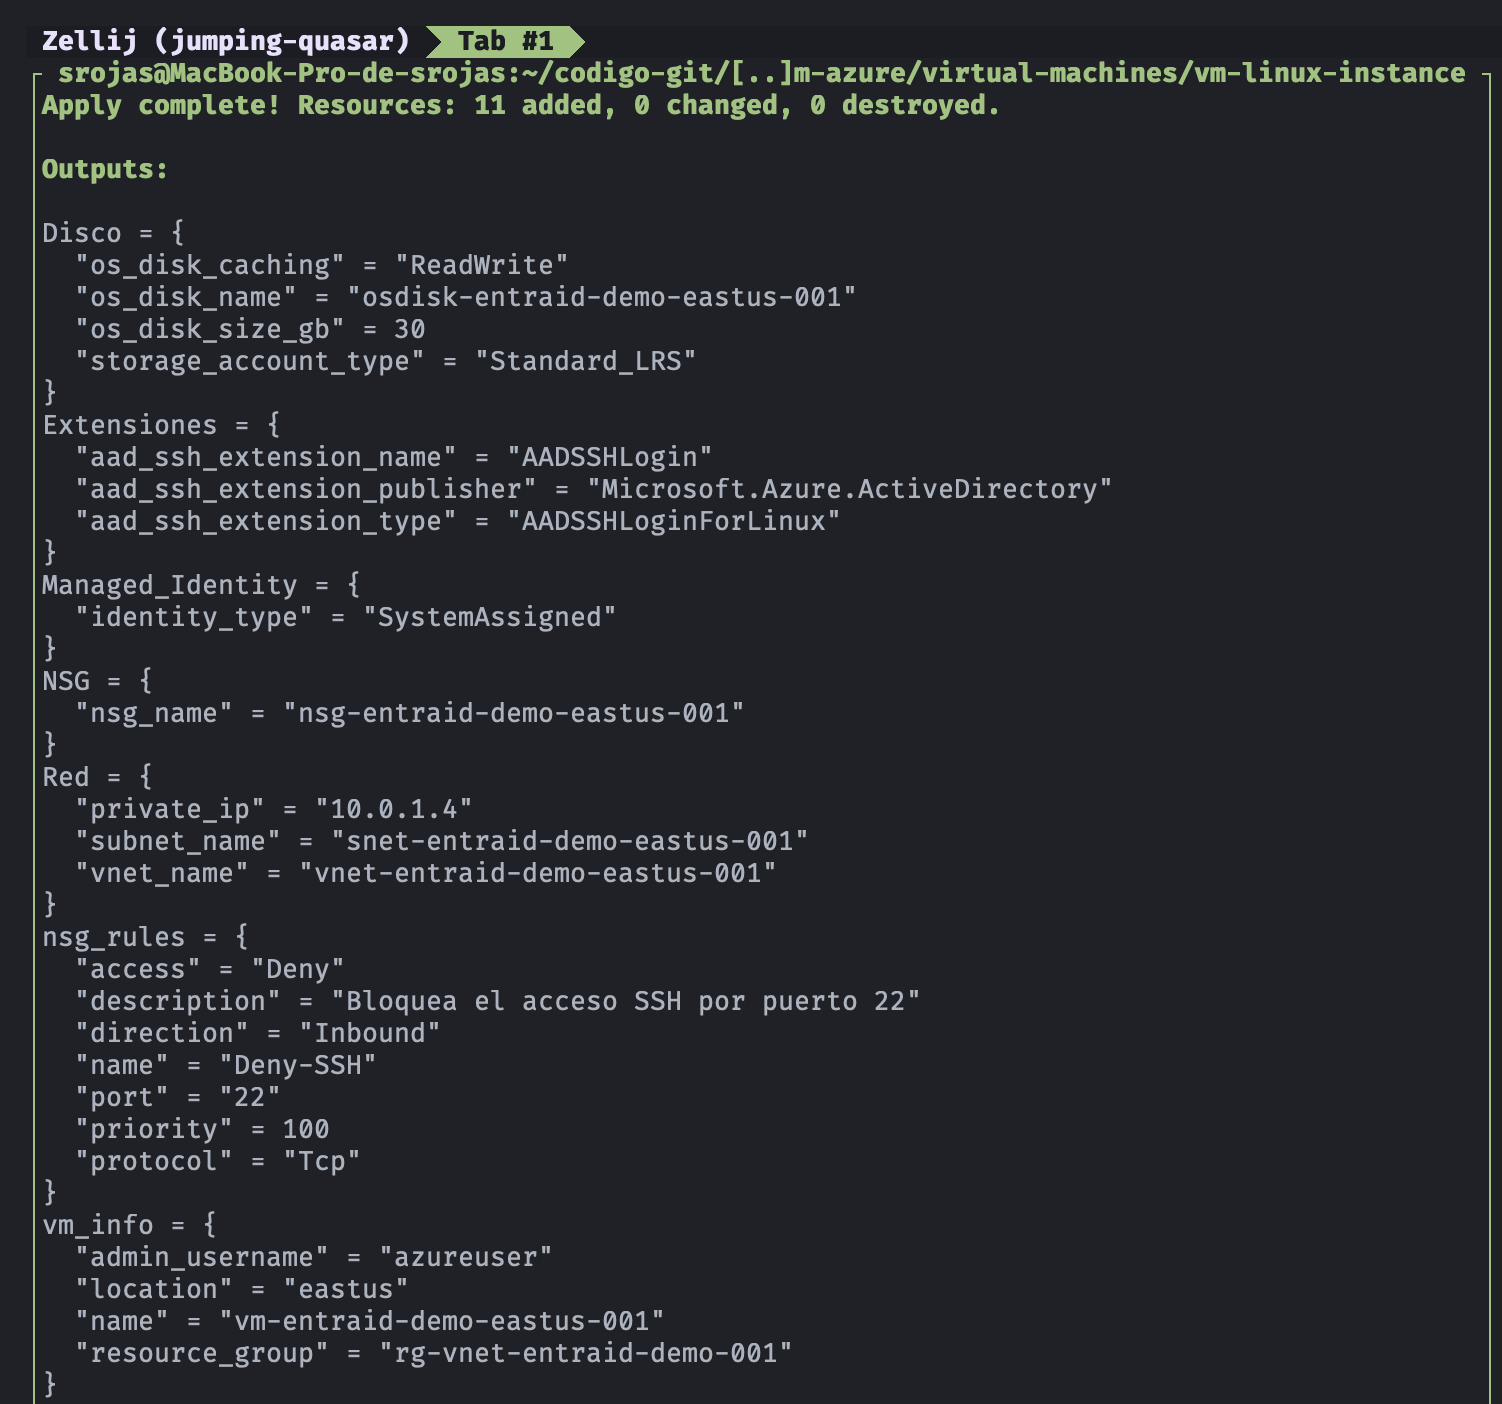 Zellij (jumping-quasar) Tab #1
srojas@MacBook-Pro-de-srojas:~/codigo-git/[..]m-azure/virtual-machines/vm-linux-instance
Apply complete! Resources: 11 added, 0 changed, 0 destroyed.
Outputs:
Disco = {
"os_disk_caching" = "ReadWrite"
"os_disk_name" = "osdisk-entraid-demo-eastus-001"
"os_disk_size_gb" = 30
"storage_account_type" = "Standard_LRS"
}
Extensiones = {
"aad_ssh_extension_name" = "AADSSHLogin"
"aad_ssh_extension_publisher" = "Microsoft.Azure.ActiveDirectory"
"aad_ssh_extension_type" = "AADSSHLoginForLinux"
}
Managed_Identity = {
"identity_type" = "SystemAssigned"
}
NSG = {
"nsg_name" = "nsg-entraid-demo-eastus-001"
}
Red = {
"private_ip" = "10.0.1.4"
"subnet_name" = "snet-entraid-demo-eastus-001"
"vnet_name" = "vnet-entraid-demo-eastus-001"
}
nsg_rules = {
"access" = "Deny"
"description" = "Bloquea el acceso SSH por puerto 22"
"direction" = "Inbound"
"name" = "Deny-SSH"
"port" = "22"
"priority" = 100
"protocol" = "Tcp"
}
vm_info = {
"admin_username" = "azureuser"
"location" = "eastus"
"name" = "vm-entraid-demo-eastus-001"
"resource_group" = "rg-vnet-entraid-demo-001"
}